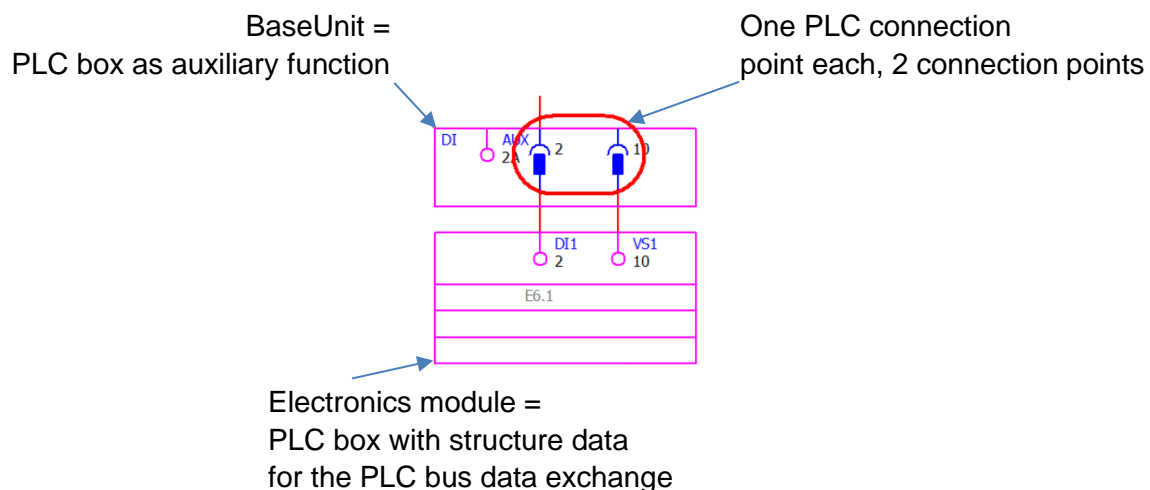 BaseUnit =
PLC box as auxiliary function
One PLC connection
point each, 2 connection points
DI
AUX
2A
2
10
DI1
2
VS1
10
E6.1
Electronics module =
PLC box with structure data
for the PLC bus data exchange